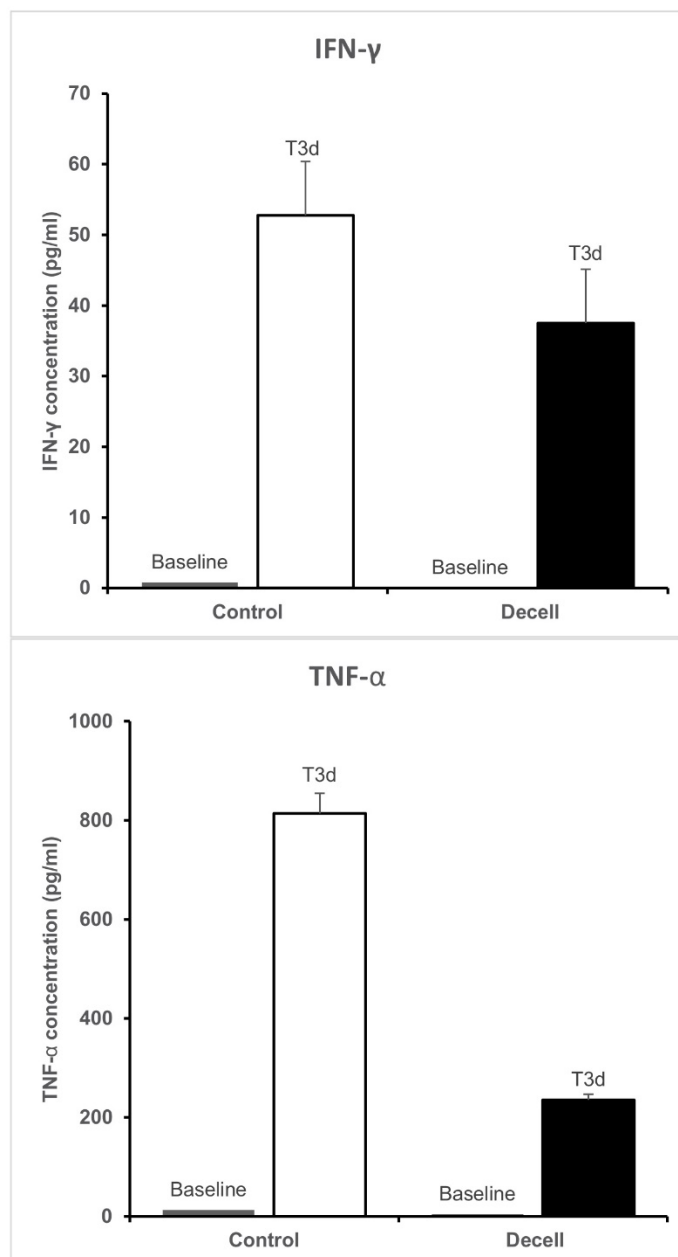 IFN-γ
IFN-γ concentration (pg/ml)
70
60
50
40
30
20
10
0
T3d
T3d
Baseline
Baseline
Control
Decell
TNF-α
TNF-α concentration (pg/ml)
1000
800
600
400
200
0
T3d
T3d
Baseline
Baseline
Control
Decell